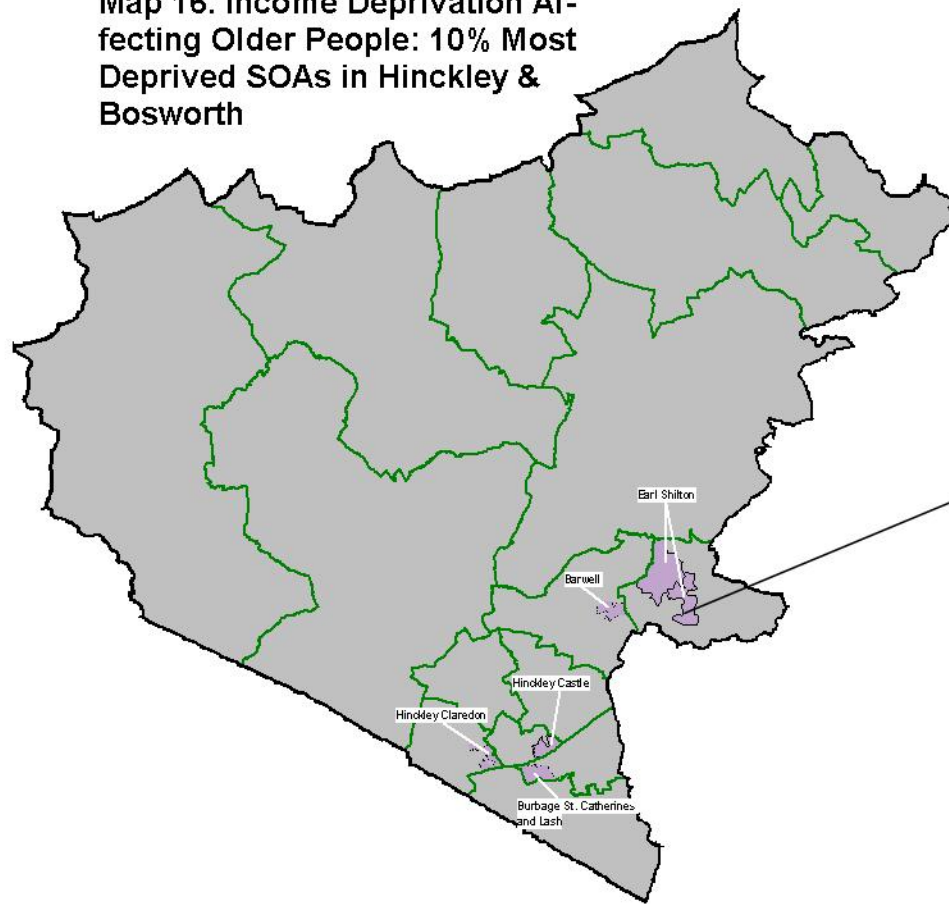 Map 16. Income Deprivation Af-
fecting Older People: 10% Most
Deprived SOAs in Hinckley &
Bosworth
Earl Shilton
Barwell
Hinckley Castle
Hinckley Claredon
Burbage St. Catherines
and Lash